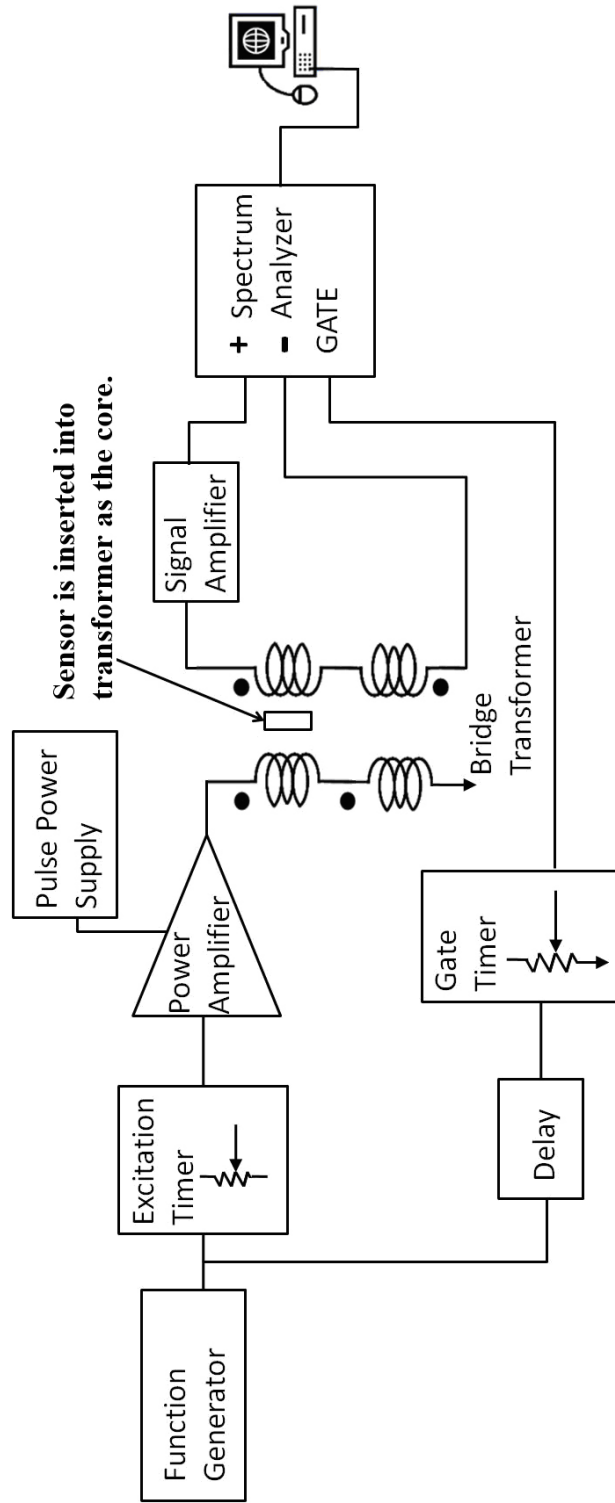 Function
Generator
Excitation
Timer
Power
Amplifier
Pulse Power
Supply
Sensor is inserted into
transformer as the core.
Signal
Amplifier
+ Spectrum
- Analyzer
GATE
Bridge
Transformer
Delay
Gate
Timer